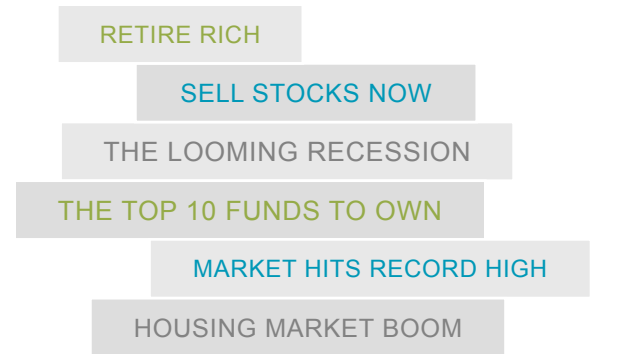 RETIRE RICH
SELL STOCKS NOW
THE LOOMING RECESSION
THE TOP 10 FUNDS TO OWN
MARKET HITS RECORD HIGH
HOUSING MARKET BOOM